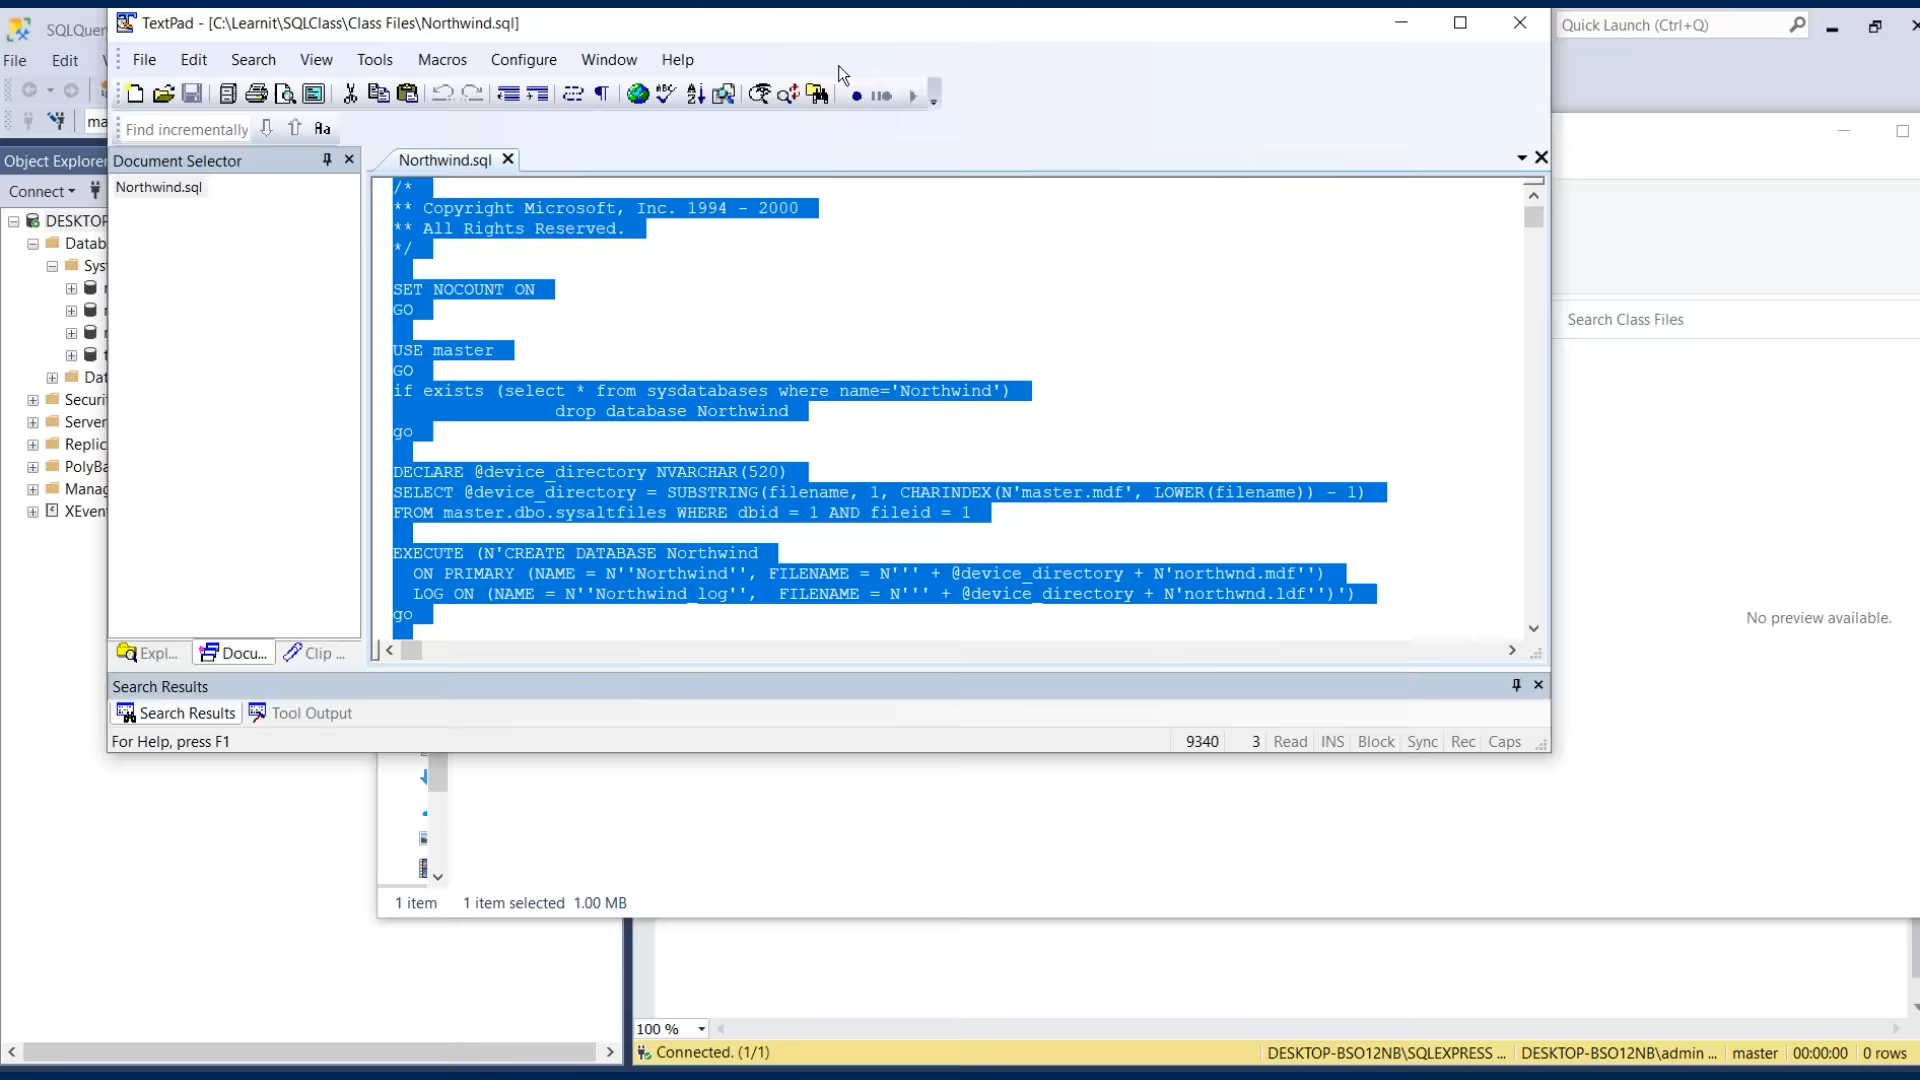 TextPad - [C:\Learnit\SQLClass\Class Files\Northwind.sql]
SQLQuer
Quick Launch (Ctrl+Q)
File Edit
File Edit Search View Tools Macros Configure Window Help
ma
Find incrementally
Object Explorer
Document Selector
Northwind.sql
Connect
Northwind.sql
DESKTOP
Datab
Sys
Dat
Securi
Server
Replic
PolyBa
Manag
XEven
/*
** Copyright Microsoft, Inc. 1994 - 2000
** All Rights Reserved.
*/
SET NOCOUNT ON
GO
USE master
GO
if exists (select * from sysdatabases where name='Northwind')
drop database Northwind
go
DECLARE @device_directory NVARCHAR(520)
SELECT @device_directory = SUBSTRING(filename, 1, CHARINDEX(N'master.mdf', LOWER(filename)) - 1)
FROM master.dbo.sysaltfiles WHERE dbid = 1 AND fileid = 1
EXECUTE (N'CREATE DATABASE Northwind
ON PRIMARY (NAME = N''Northwind'', FILENAME = N''' + @device_directory + N'northwnd.mdf'')
LOG ON (NAME = N''Northwind_log'', FILENAME = N''' + @device_directory + N'northwnd.ldf'')')
go
Search Class Files
No preview available.
Expl... Docu... Clip ...
Search Results
Search Results Tool Output
For Help, press F1
9340 3 Read INS Block Sync Rec Caps
1 item 1 item selected 1.00 MB
100 %
Connected. (1/1)
DESKTOP-BSO12NB\SQLEXPRESS ... DESKTOP-BSO12NB\admin ... master 00:00:00 0 rows